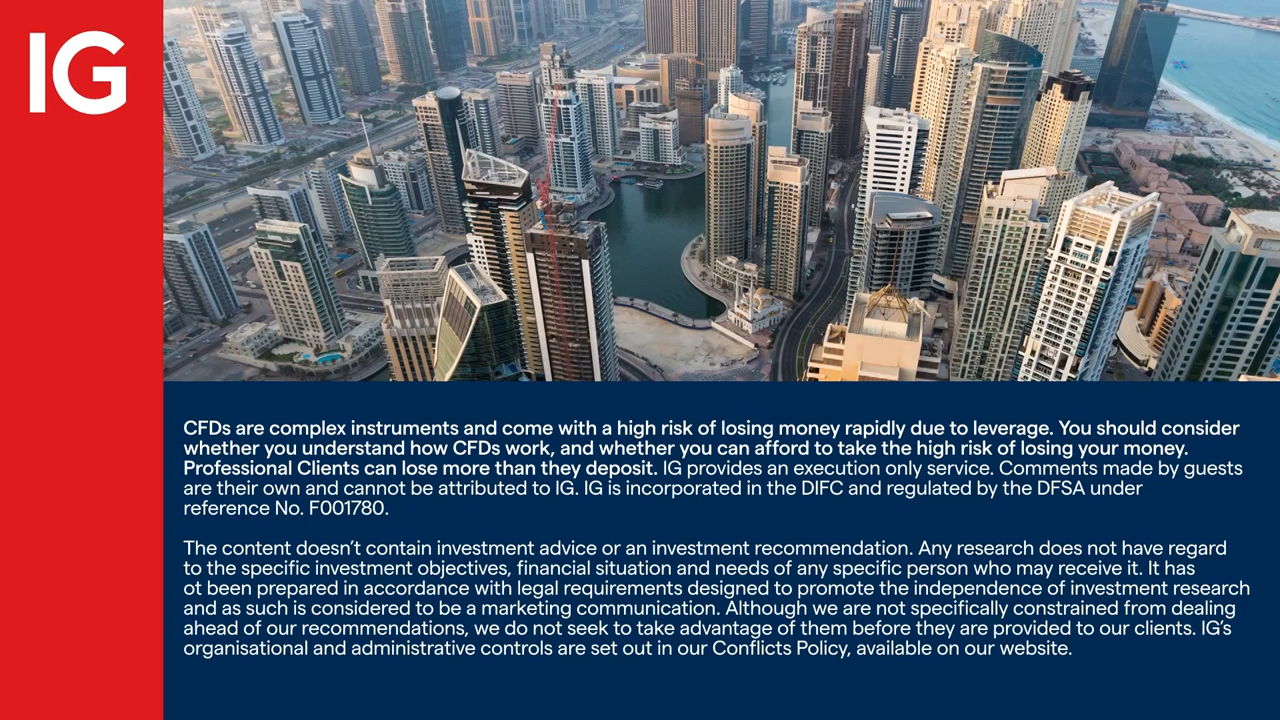 IG
CFDs are complex instruments and come with a high risk of losing money rapidly due to leverage. You should consider
whether you understand how CFDs work, and whether you can afford to take the high risk of losing your money.
Professional Clients can lose more than they deposit. IG provides an execution only service. Comments made by guests
are their own and cannot be attributed to IG. IG is incorporated in the DIFC and regulated by the DFSA under
reference No. F001780.
The content doesn’t contain investment advice or an investment recommendation. Any research does not have regard
to the specific investment objectives, financial situation and needs of any specific person who may receive it. It has
ot been prepared in accordance with legal requirements designed to promote the independence of investment research
and as such is considered to be a marketing communication. Although we are not specifically constrained from dealing
ahead of our recommendations, we do not seek to take advantage of them before they are provided to our clients. IG’s
organisational and administrative controls are set out in our Conflicts Policy, available on our website.